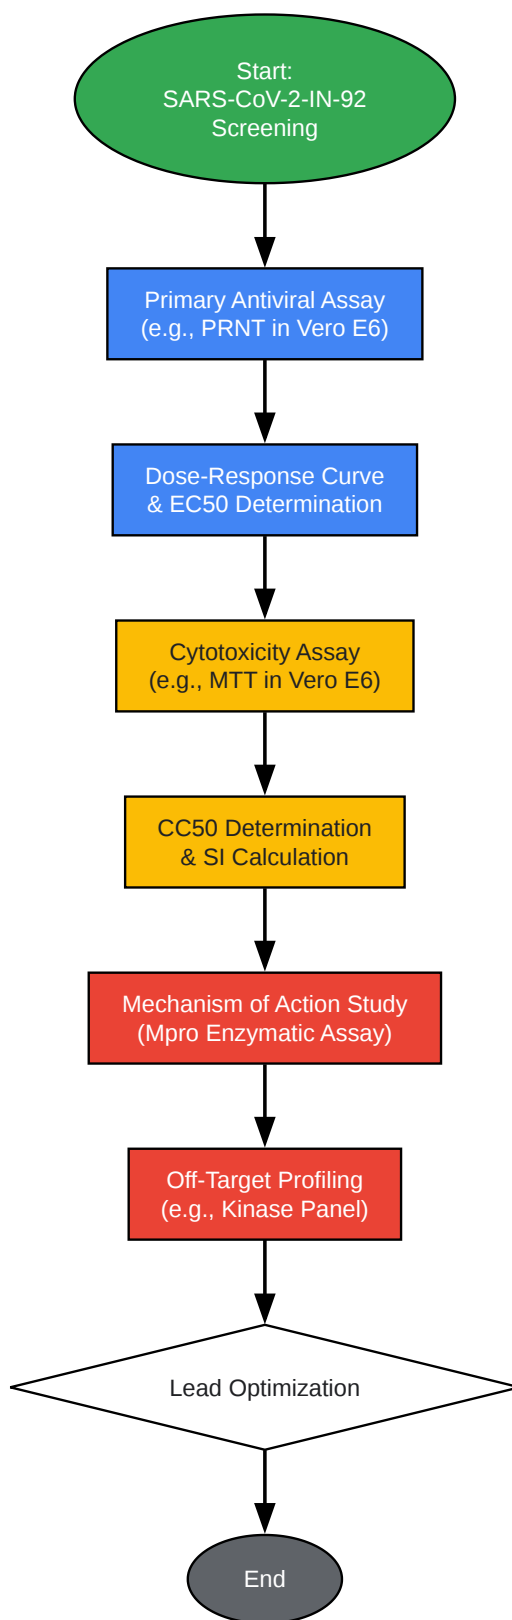 Start:
SARS-CoV-2-IN-92
Screening
Primary Antiviral Assay
(e.g., PRNT in Vero E6)
Dose-Response Curve
& EC50 Determination
Cytotoxicity Assay
(e.g., MTT in Vero E6)
CC50 Determination
& SI Calculation
Mechanism of Action Study
(Mpro Enzymatic Assay)
Off-Target Profiling
(e.g., Kinase Panel)
Lead Optimization
End